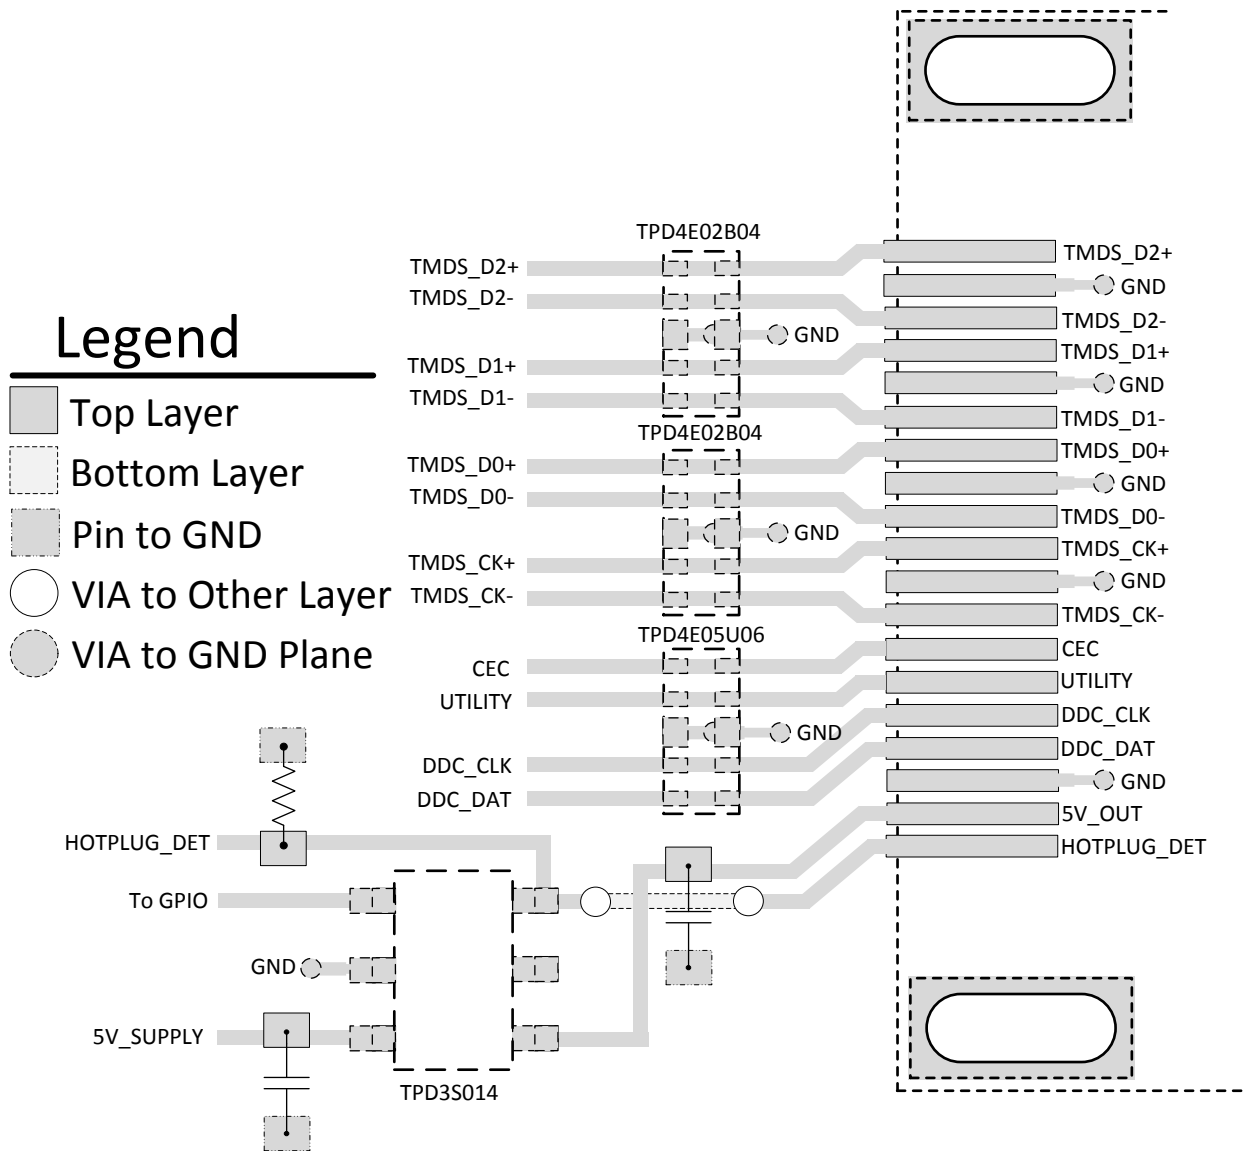 TPD4E02B04
TMDS_D2+
TMDS_D2-
GND
TMDS_D1+
TMDS_D1-
TPD4E02B04
TMDS_D0+
TMDS_D0-
GND
TMDS_CK+
TMDS_CK-
TPD4E05U06
CEC
UTILITY
GND
DDC_CLK
DDC_DAT
TMDS_D2+
GND
TMDS_D2-
TMDS_D1+
GND
TMDS_D1-
TMDS_D0+
GND
TMDS_D0-
TMDS_CK+
GND
TMDS_CK-
CEC
UTILITY
DDC_CLK
DDC_DAT
GND
5V_OUT
HOTPLUG_DET
Legend
Top Layer
Bottom Layer
Pin to GND
VIA to Other Layer
VIA to GND Plane
HOTPLUG_DET
To GPIO
GND
5V_SUPPLY
TPD3S014